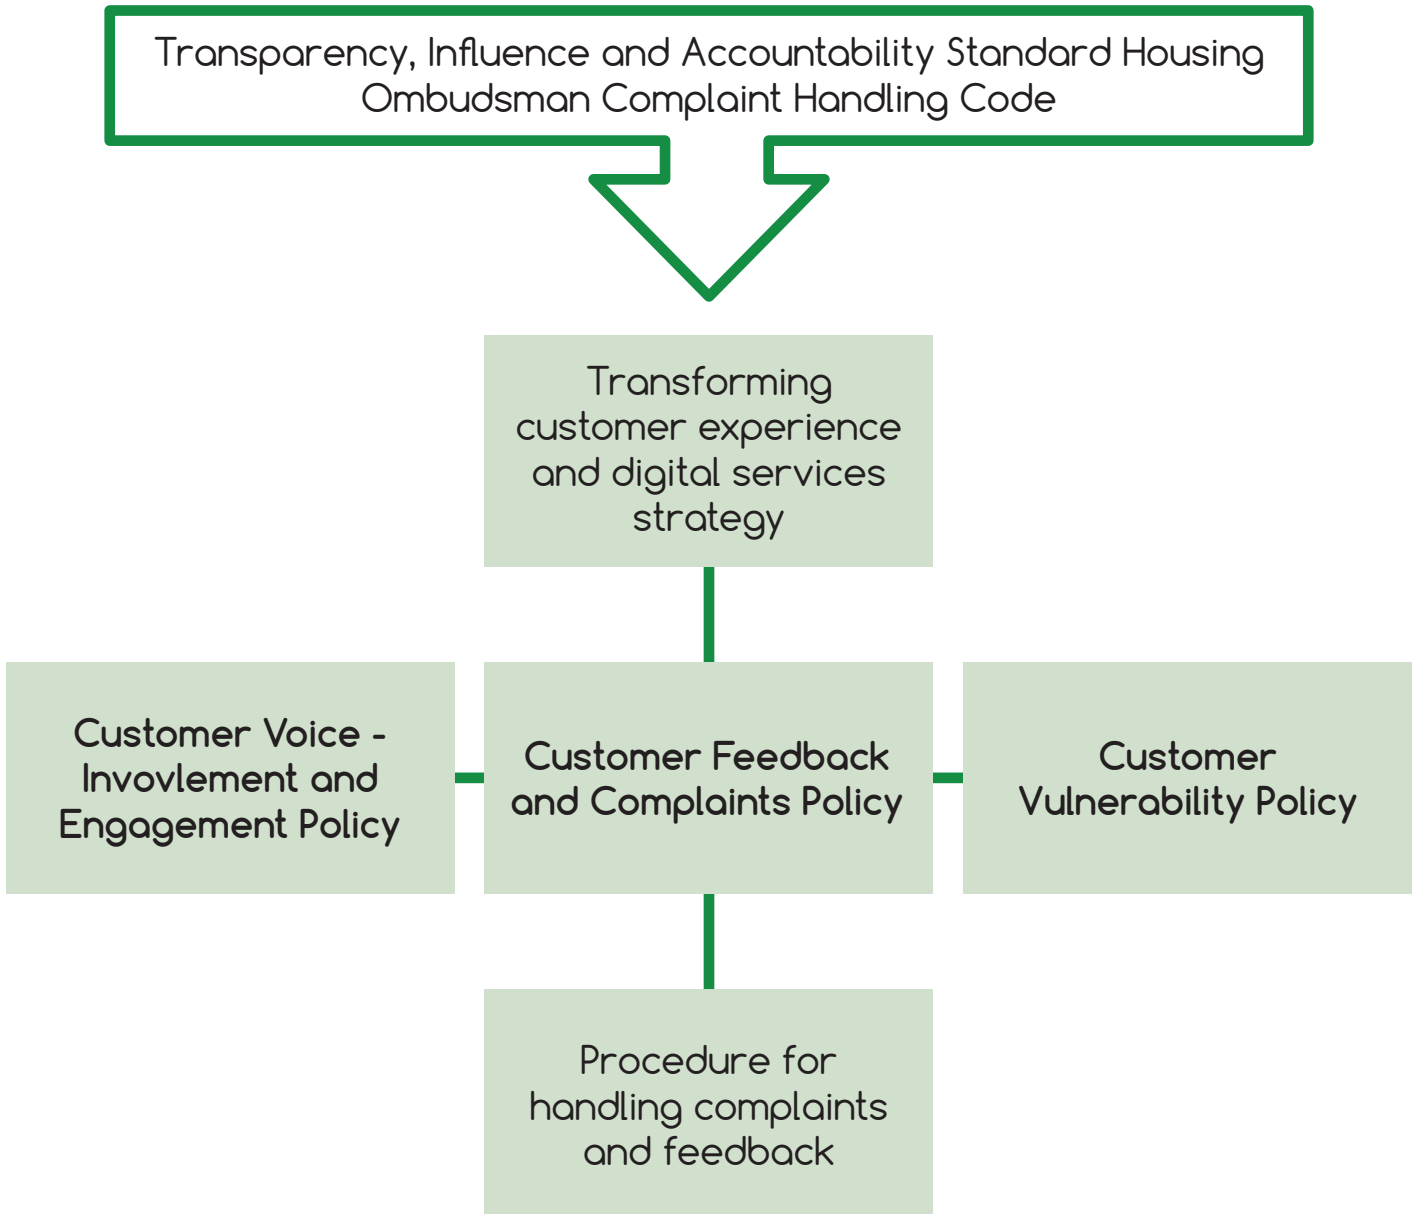 Transparency, Influence and Accountability Standard Housing
Ombudsman Complaint Handling Code
Transforming
customer experience
and digital services
strategy
Customer Voice -
Invovlement and
Engagement Policy
Customer Feedback
and Complaints Policy
Customer
Vulnerability Policy
Procedure for
handling complaints
and feedback